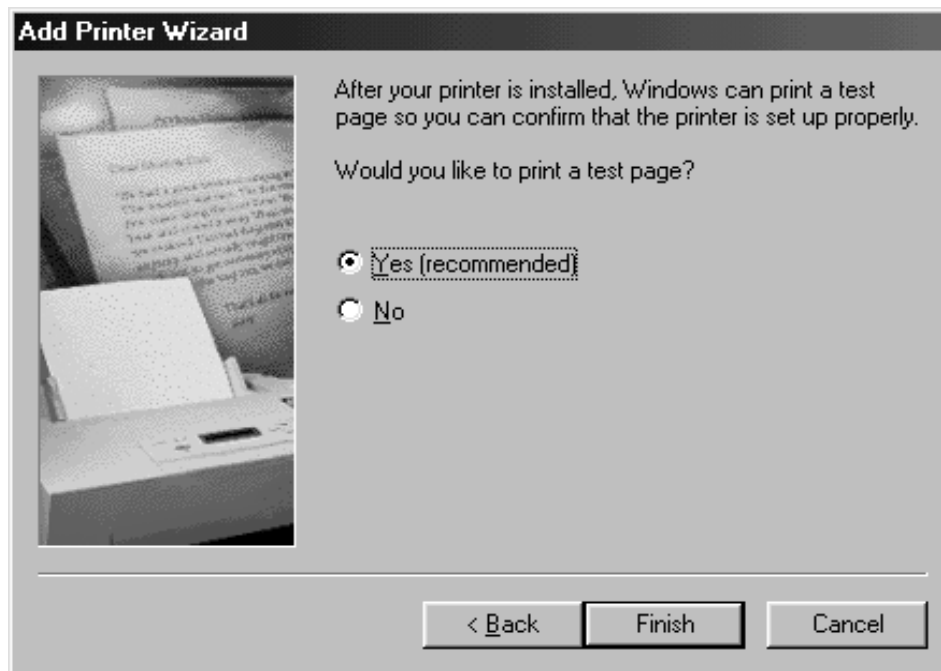 Add Printer Wizard
After your printer is installed, Windows can print a test
page so you can confirm that the printer is set up properly.
Would you like to print a test page?
Yes (recommended)
No
< Back
Finish
Cancel